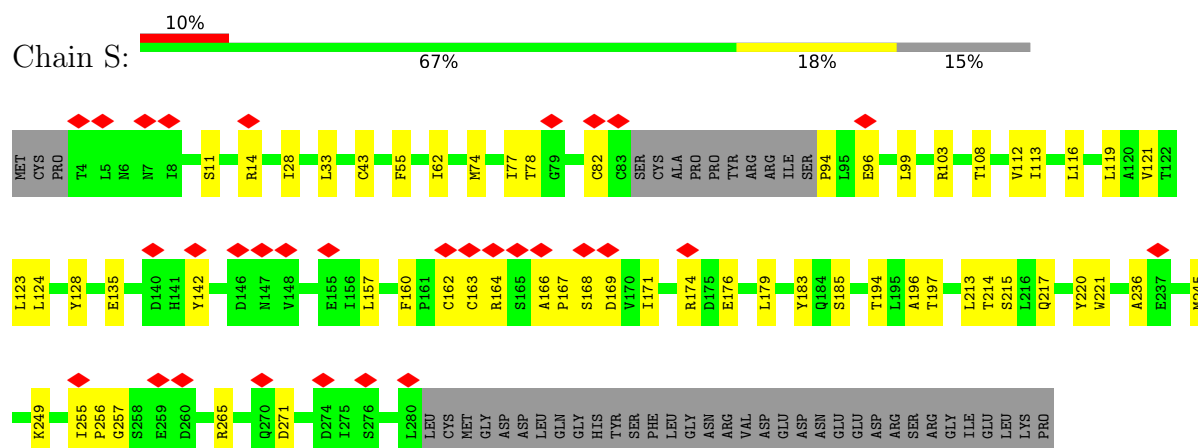 10%
Chain S:
67% 18% 15%
MET CYS PRO T4 L5 N6 N7 I8 S11 R14 I28 L33 C43 F55 I62 M74 I77 T78 G79 C82 C83 SER CYS ALA PRO PRO TYR ARG ARG ILE SER P94 L95 E96 L99 R103 T108 V112 I113 L116 L119 A120 V121 T122
L123 L124 Y128 E135 D140 H141 Y142 D146 N147 V148 E155 I156 L157 F160 P161 C162 C163 R164 S165 A166 P167 S168 D169 V170 I171 R174 D175 E176 L179 Y183 Q184 S185 T194 L195 A196 T197 L213 T214 S215 L216 Q217 Y220 W221 A236 E237 M245
K249 I255 P256 G257 S258 E259 D260 R265 Q270 D271 D274 I275 S276 L280 LEU CYS MET GLY ASP ASP LEU GLN GLY HIS TYR SER PHE LEU GLY ASN ARG VAL ASP GLU ASP ASN GLU GLU ASP ARG SER ARG GLY ILE GLU LEU LYS PRO